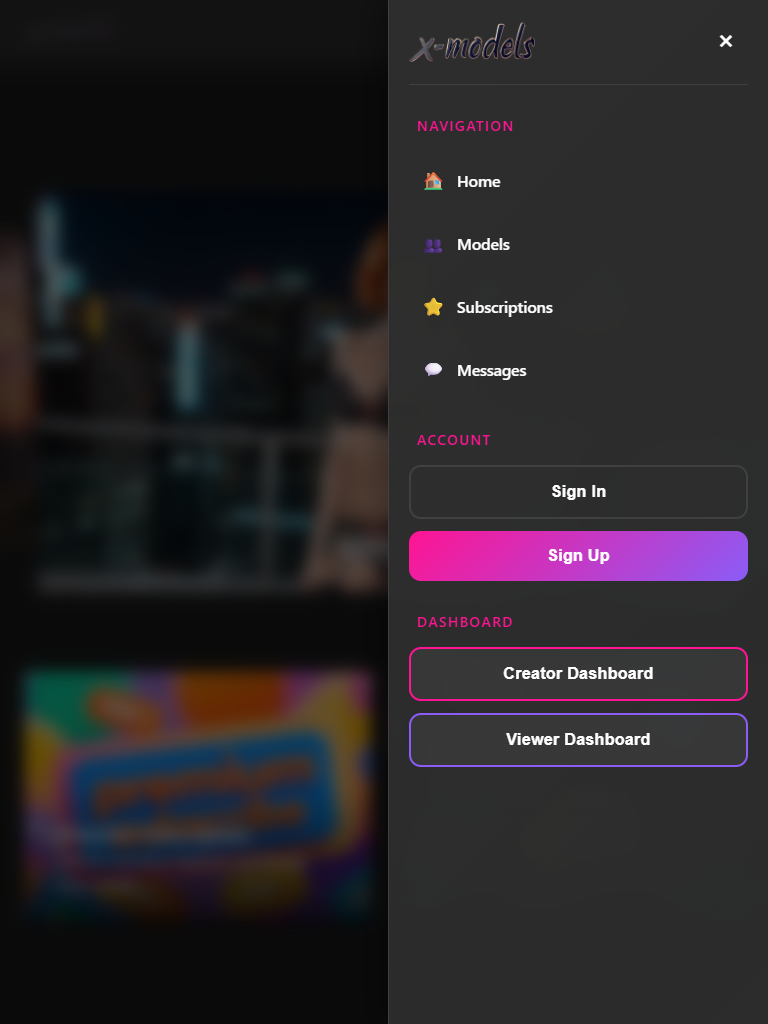 x-models
×
NAVIGATION
Home
Models
Subscriptions
Messages
ACCOUNT
Sign In
Sign Up
DASHBOARD
Creator Dashboard
Viewer Dashboard